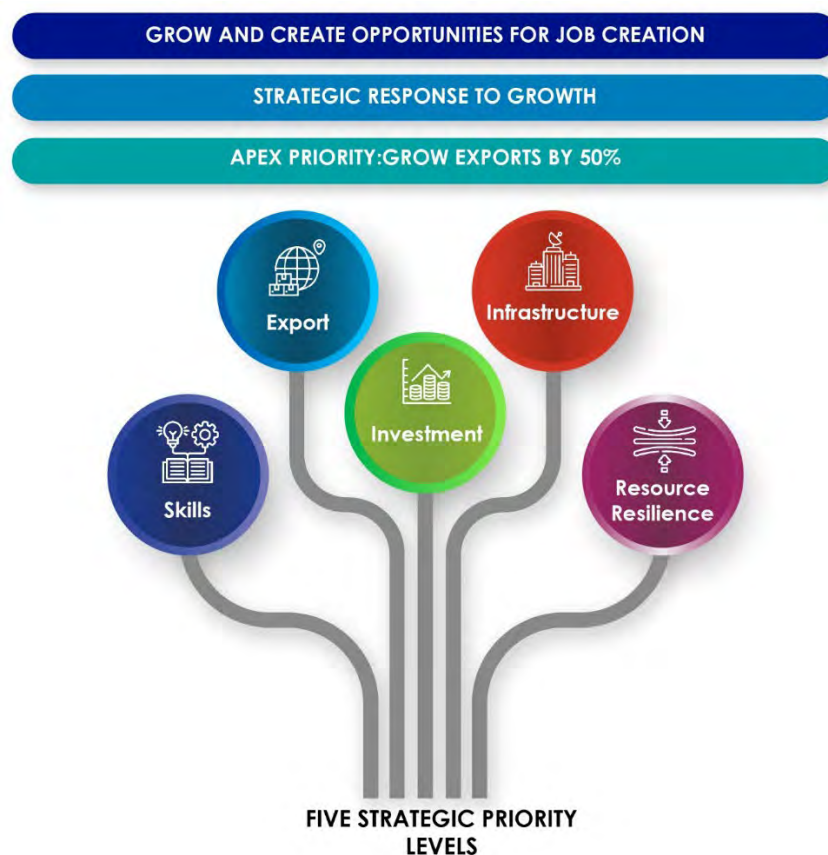 GROW AND CREATE OPPORTUNITIES FOR JOB CREATION
STRATEGIC RESPONSE TO GROWTH
APEX PRIORITY:GROW EXPORTS BY 50%
Export
Infrastructure
Investment
Skills
Resource
Resilience
FIVE STRATEGIC PRIORITY
LEVELS